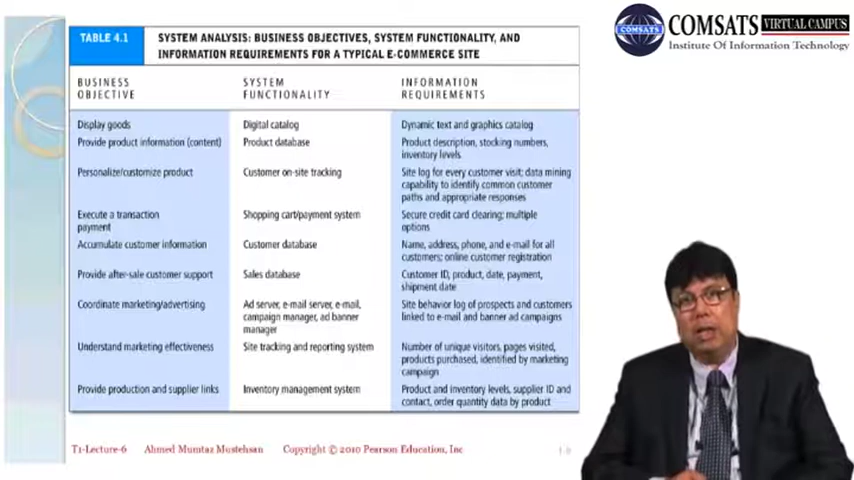 COMSATS VIRTUAL CAMPUS
COMSATS
Institute Of Information Technology
TABLE 4.1
SYSTEM ANALYSIS: BUSINESS OBJECTIVES, SYSTEM FUNCTIONALITY, AND
INFORMATION REQUIREMENTS FOR A TYPICAL E-COMMERCE SITE
BUSINESS
OBJECTIVE
SYSTEM
FUNCTIONALITY
INFORMATION
REQUIREMENTS
Display goods
Digital catalog
Dynamic text and graphics catalog
Provide product information (content)
Product database
Product description, stocking numbers,
inventory levels
Personalize/customize product
Customer on-site tracking
Site log for every customer visit; data mining
capability to identify common customer
paths and appropriate responses
Execute a transaction
payment
Shopping cart/payment system
Secure credit card clearing; multiple
options
Accumulate customer information
Customer database
Name, address, phone, and e-mail for all
customers; online customer registration
Provide after-sale customer support
Sales database
Customer ID, product, date, payment,
shipment date
Coordinate marketing/advertising
Ad server, e-mail server, e-mail,
campaign manager, ad banner
manager
Site behavior log of prospects and customers
linked to e-mail and banner ad campaigns
Understand marketing effectiveness
Site tracking and reporting system
Number of unique visitors, pages visited,
products purchased, identified by marketing
campaign
Provide production and supplier links
Inventory management system
Product and inventory levels, supplier ID and
contact, order quantity data by product
T1-Lecture-6 Ahmed Mumtaz Mustehsan Copyright © 2010 Pearson Education, Inc
1-8